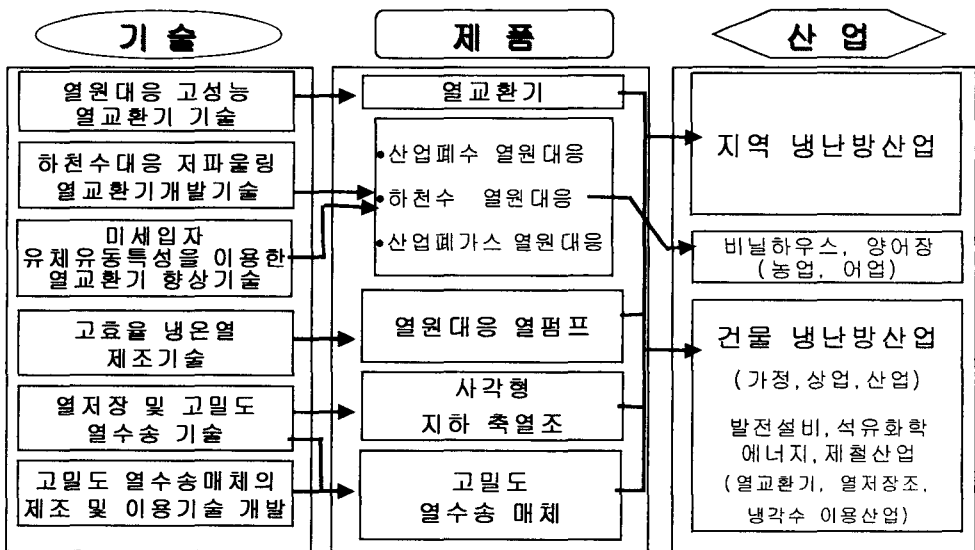 기 술
열원대응 고성능
열교환기 기술
하천수대응 저파울링
열교환기개발기술
미세입자
유체유동특성을 이용한
열교환기 향상기술
고효율 냉온열
제조기술
열저장 및 고밀도
열수송 기술
고밀도 열수송매체의
제조 및 이용기술 개발
제 품
열교환기
•산업폐수 열원대응
•하천수 열원대응
•산업폐가스 열원대응
열원대응 열펌프
사각형
지하 축열조
고밀도
열수송 매체
산 업
지역 냉난방산업
비닐하우스, 양어장
(농업, 어업)
건물 냉난방산업
(가정,상업,산업)
발전설비,석유화학
에너지,제철산업
(열교환기, 열저장조,
냉각수 이용산업)